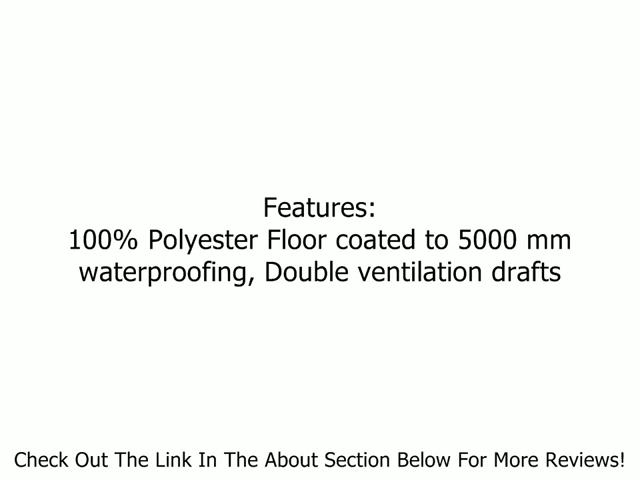 Features:
100% Polyester Floor coated to 5000 mm
waterproofing, Double ventilation drafts
Check Out The Link In The About Section Below For More Reviews!